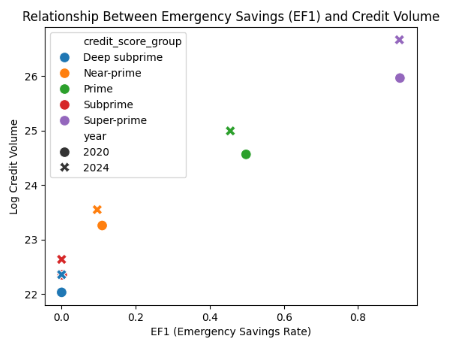 Relationship Between Emergency Savings (EF1) and Credit Volume
credit_score_group
Deep subprime
Near-prime
Prime
Subprime
Super-prime
year
2020
2024
Log Credit Volume
26
25
24
23
22
0.0
0.2
0.4
0.6
0.8
EF1 (Emergency Savings Rate)